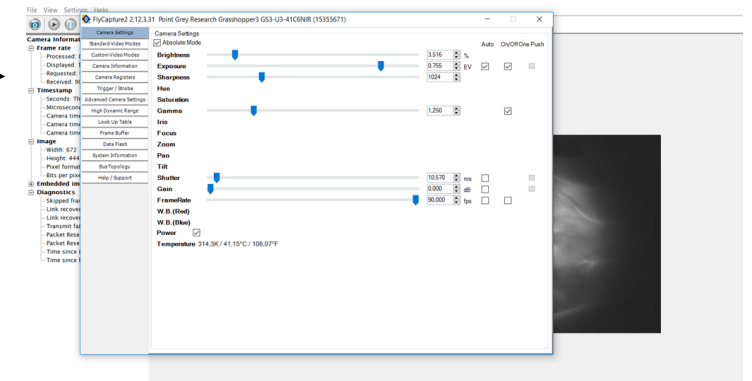 File View Settings Help
FlyCapture2 2.12.3.31 Point Grey Research Grasshopper3 GS3-U3-41C6NIR (15355671)
Camera Informat
Frame rate
Processed:
Displayed:
Requested:
Received: 90
Timestamp
Seconds: Th
Microsecon
Camera time
Camera time
Camera time
Image
Width: 672
Height: 444
Pixel format
Bits per pixe
Embedded im
Diagnostics
Skipped fran
Link recover
Link recover
Transmit fai
Packet Rese
Packet Rese
Time since i
Time since l
Camera Settings
Standard Video Modes
Custom Video Modes
Camera Information
Camera Registers
Trigger / Strobe
Advanced Camera Settings
High Dynamic Range
Look Up Table
Frame Buffer
Data Flash
System Information
Bus Topology
Help / Support
Camera Settings
Absolute Mode
Auto On/Off One Push
Brightness 3,516 %
Exposure 0,755 EV
Sharpness 1024
Hue
Saturation
Gamma 1,250
Iris
Focus
Zoom
Pan
Tilt
Shutter 10,570 ms
Gain 0,000 dB
FrameRate 90,000 fps
W.B.(Red)
W.B.(Blue)
Power
Temperature 314,3K / 41,15°C / 106,07°F